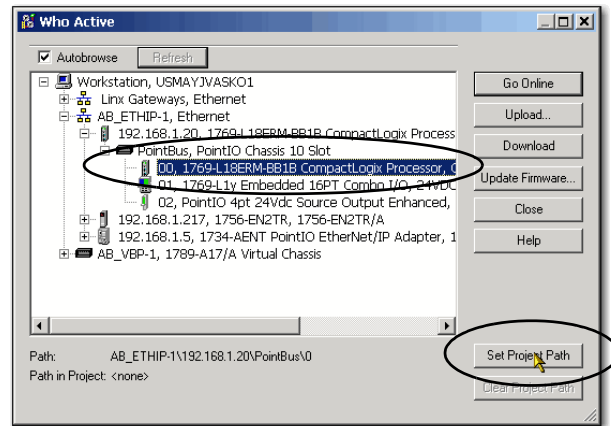 Who Active
Autobrowse
Refresh
Workstation, USMAYJVASKO1
Linx Gateways, Ethernet
AB_ETHIP-1, Ethernet
192.168.1.20, 1769-L18ERM-BB1B CompactLogix Process
PointBus, PointIO Chassis 10 Slot
00, 1769-L18ERM-BB1B CompactLogix Processor,
01, 1769-L1y Embedded 16PT Combo I/O, 24VDC
02, PointIO 4pt 24Vdc Source Output Enhanced,
192.168.1.217, 1756-EN2TR, 1756-EN2TR/A
192.168.1.5, 1734-AENT PointIO EtherNet/IP Adapter, 1
AB_VBP-1, 1789-A17/A Virtual Chassis
Go Online
Upload...
Download
Update Firmware...
Close
Help
Path: AB_ETHIP-1\192.168.1.20\PointBus\0
Path in Project: <none>
Set Project Path
Clear Project Path